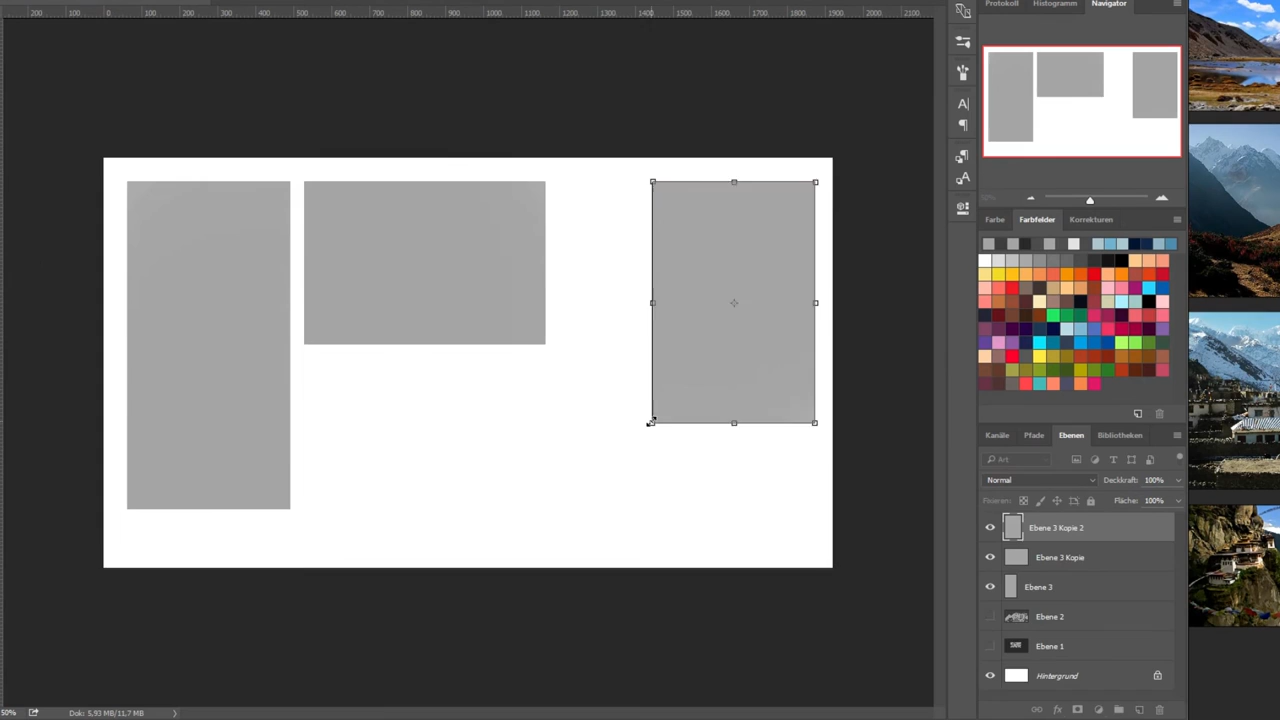 Protokoll Histogramm Navigator
200 100 0 100 200 300 400 500 600 700 800 900 1000 1100 1200 1300 1400 1500 1600 1700 1800 1900 2000 2100
Farbe Farbfelder Korrekturen
Kanäle Pfade Ebenen Bibliotheken
Art
Normal Deckkraft: 100%
Fixieren: Fläche: 100%
Ebene 3 Kopie 2
Ebene 3 Kopie
Ebene 3
Ebene 2
Ebene 1
Hintergrund
50% Dok: 5,93 MB/11,7 MB